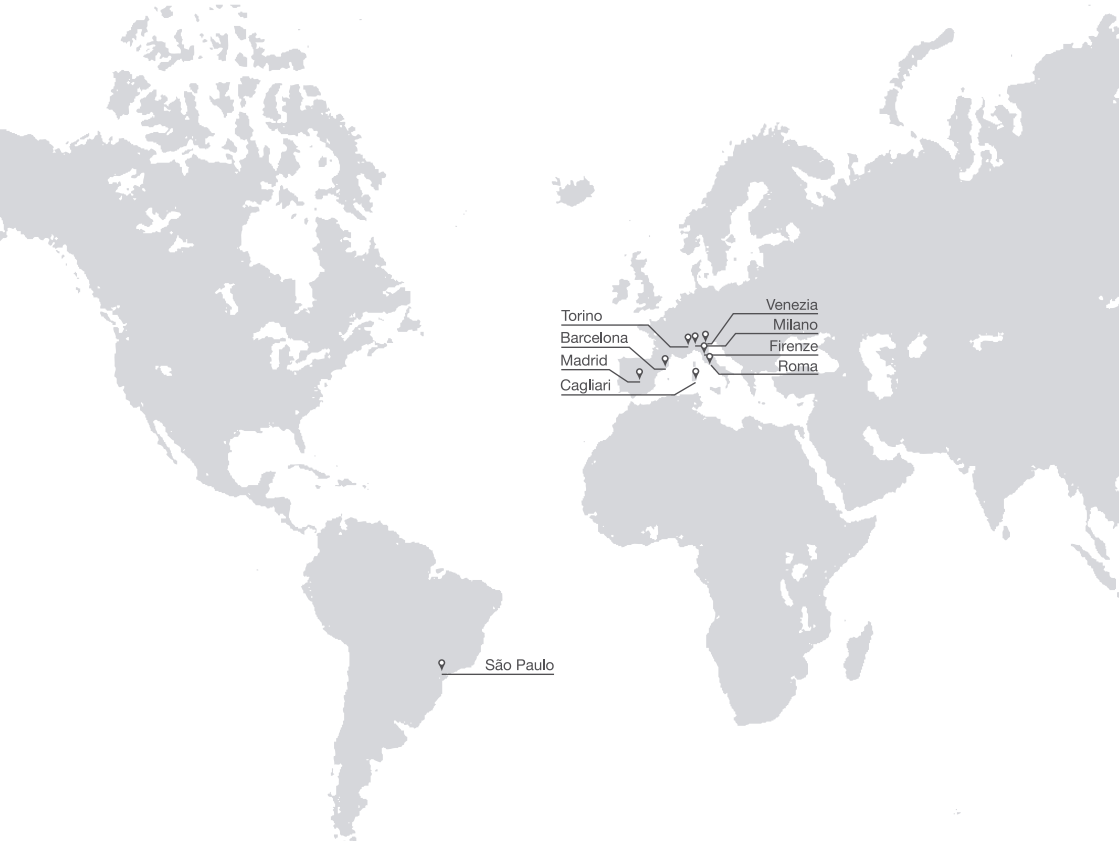 Torino
Barcelona
Madrid
Cagliari
Venezia
Milano
Firenze
Roma
São Paulo